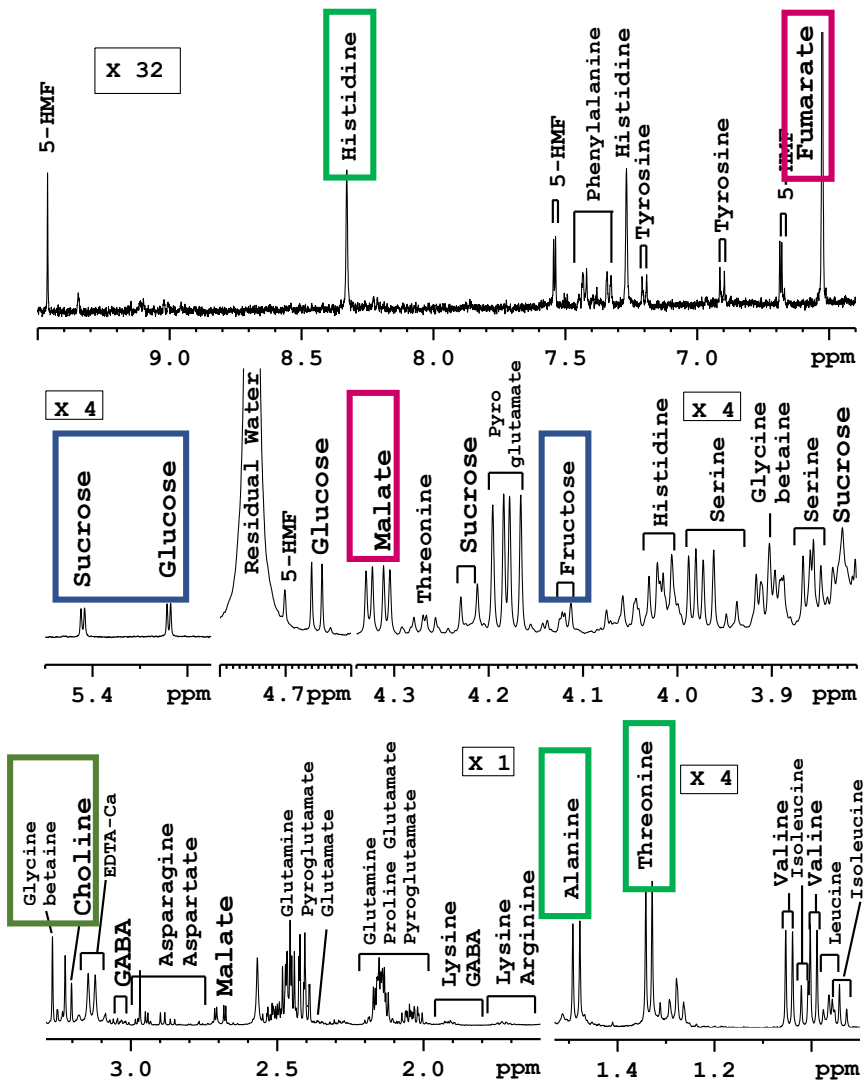 X 32
5-HMF
Histidine
5-HMF
Phenylalanine
Histidine
Tyrosine
Tyrosine
5-HMF
Fumarate
9.0
8.5
8.0
7.5
7.0
ppm
X 4
Sucrose
Glucose
Residual Water
5-HMF
Glucose
Malate
Threonine
Sucrose
Pyro
glutamate
Fructose
Histidine
X 4
Serine
Glycine
betaine
Serine
Sucrose
5.4
ppm
4.7ppm
4.3
4.2
4.1
4.0
3.9
ppm
Glycine
betaine
Choline
EDTA-Ca
GABA
Asparagine
Aspartate
Malate
Glutamine
Pyroglutamate
Glutamate
Glutamine
Proline Glutamate
Pyroglutamate
X 1
Lysine
GABA
Lysine
Arginine
Alanine
Threonine
X 4
Valine
Isoleucine
Valine
Leucine
Isoleucine
3.0
2.5
2.0
ppm
1.4
1.2
ppm